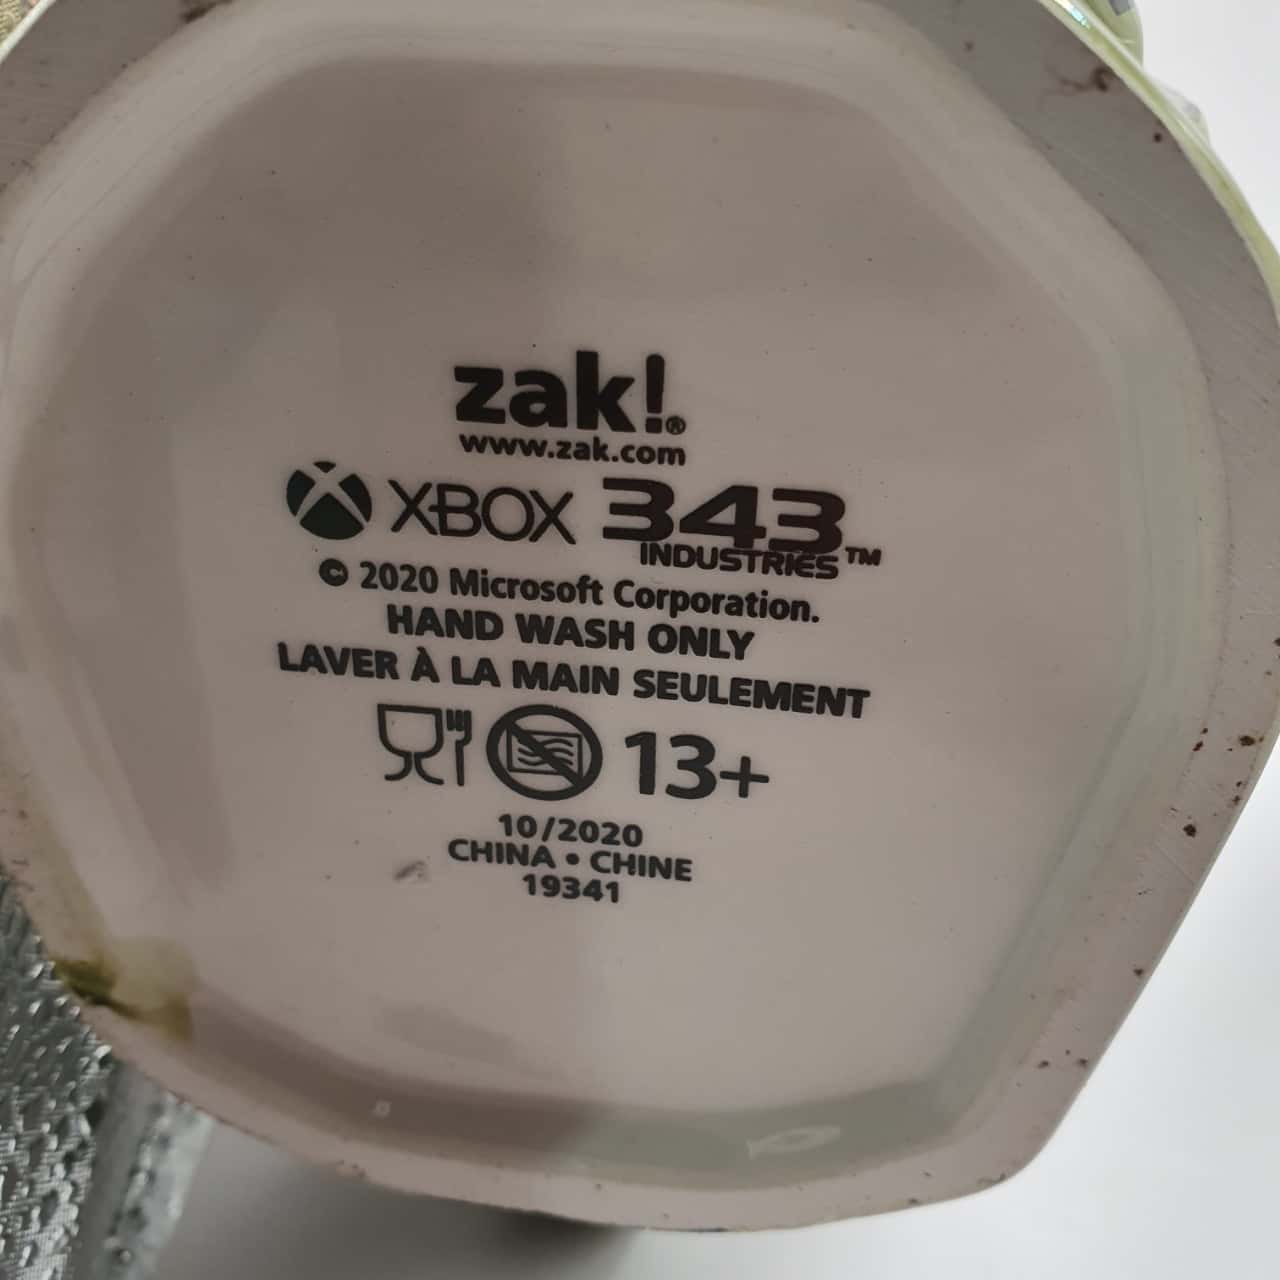 zak!®
www.zak.com
XBOX 343 INDUSTRIES™
© 2020 Microsoft Corporation.
HAND WASH ONLY
LAVER À LA MAIN SEULEMENT
13+
10/2020
CHINA • CHINE
19341